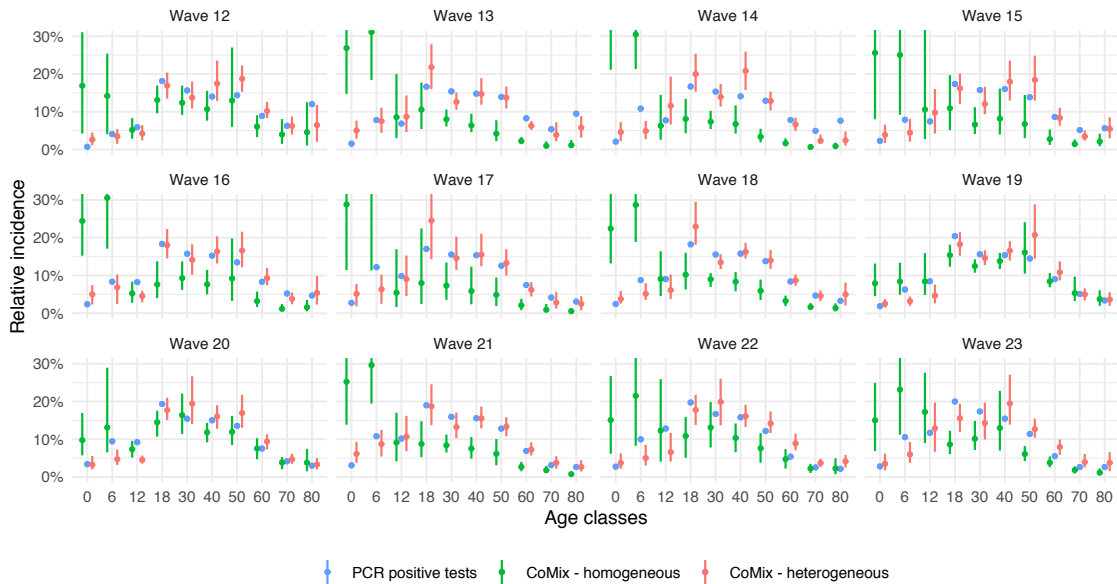 Wave 12 Wave 13 Wave 14 Wave 15
30%
20%
10%
0%
Wave 16 Wave 17 Wave 18 Wave 19
30%
20%
10%
0%
Wave 20 Wave 21 Wave 22 Wave 23
30%
20%
10%
0%
0 6 12 18 30 40 50 60 70 80 0 6 12 18 30 40 50 60 70 80 0 6 12 18 30 40 50 60 70 80 0 6 12 18 30 40 50 60 70 80
Relative incidence
Age classes
PCR positive tests CoMix - homogeneous CoMix - heterogeneous